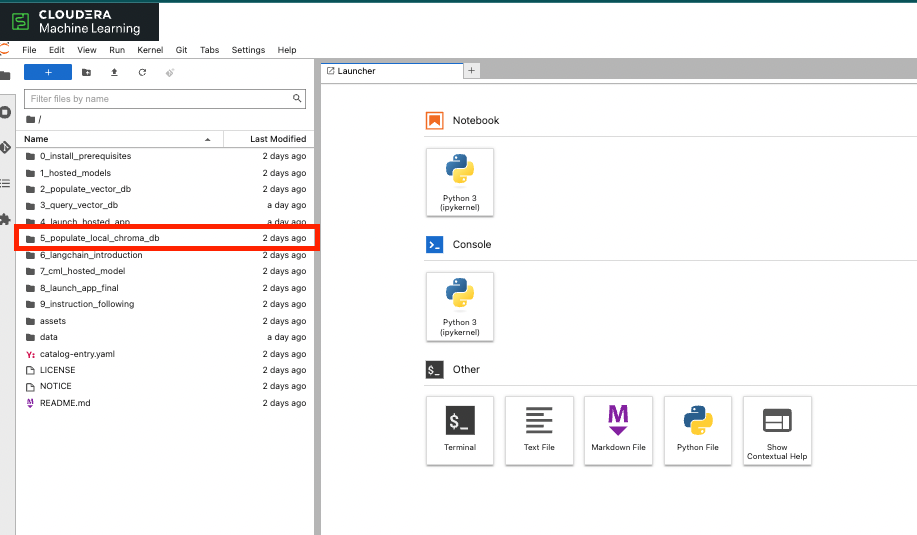 CLOUDERA
Machine Learning
File Edit View Run Kernel Git Tabs Settings Help
+
Launcher
+
Filter files by name
/
Name Last Modified
0_install_prerequisites 2 days ago
1_hosted_models 2 days ago
2_populate_vector_db 2 days ago
3_query_vector_db a day ago
4_launch_hosted_app a day ago
5_populate_local_chroma_db 2 days ago
6_langchain_introduction 2 days ago
7_cml_hosted_model 2 days ago
8_launch_app_final 2 days ago
9_instruction_following 2 days ago
assets 2 days ago
data a day ago
Y: catalog-entry.yaml 2 days ago
LICENSE 2 days ago
NOTICE 2 days ago
README.md 2 days ago
Notebook
Python 3
(ipykernel)
>_ Console
Python 3
(ipykernel)
$_ Other
$_
Terminal
Text File
M
Markdown File
Python File
Show
Contextual Help